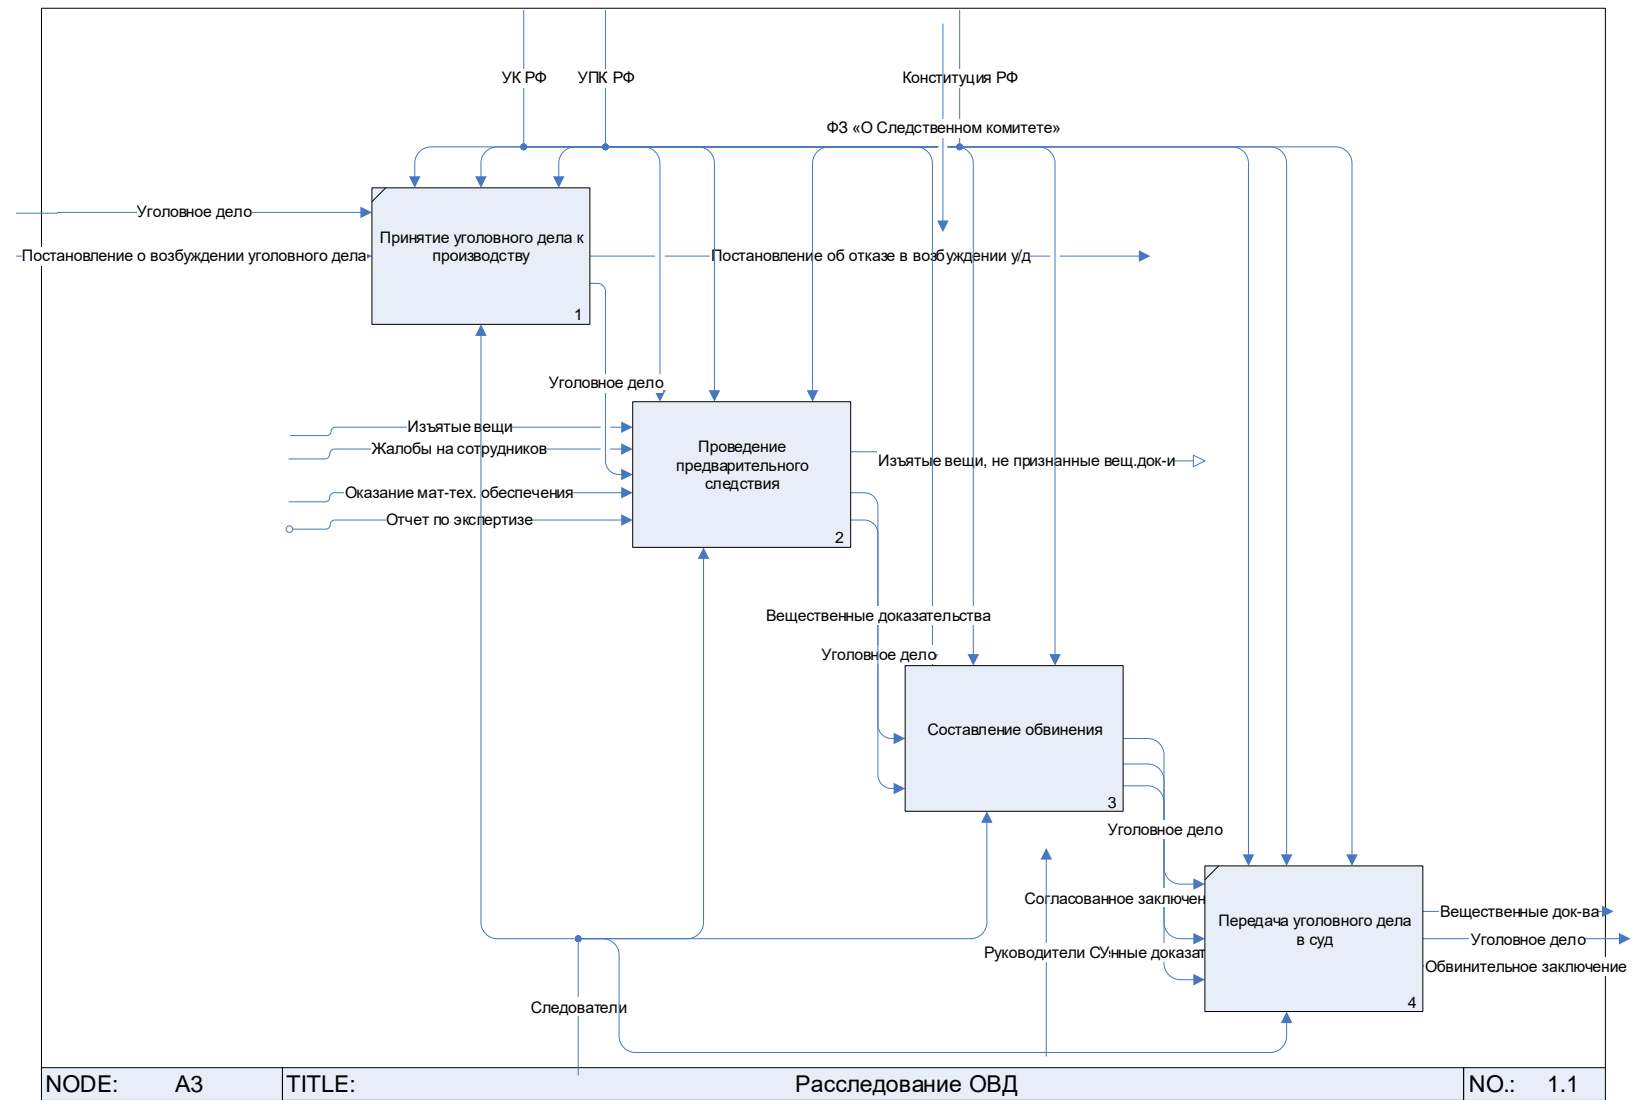 УК РФ
УПК РФ
Конституция РФ
ФЗ «О Следственном комитете»
Уголовное дело
Постановление о возбуждении уголовного дела
Принятие уголовного дела к
производству
1
Постановление об отказе в возбуждении у/д
Уголовное дело
Изъятые вещи
Жалобы на сотрудников
Оказание мат-тех. обеспечения
Отчет по экспертизе
Проведение
предварительного
следствия
2
Изъятые вещи, не признанные вещ.док-и
Вещественные доказательства
Уголовное дело
Составление обвинения
3
Уголовное дело
Согласованное заключен
Руководители СУ
нные доказат
Передача уголовного дела
в суд
4
Вещественные док-ва
Уголовное дело
Обвинительное заключение
Следователи
NODE: A3
TITLE: Расследование ОВД
NO.: 1.1